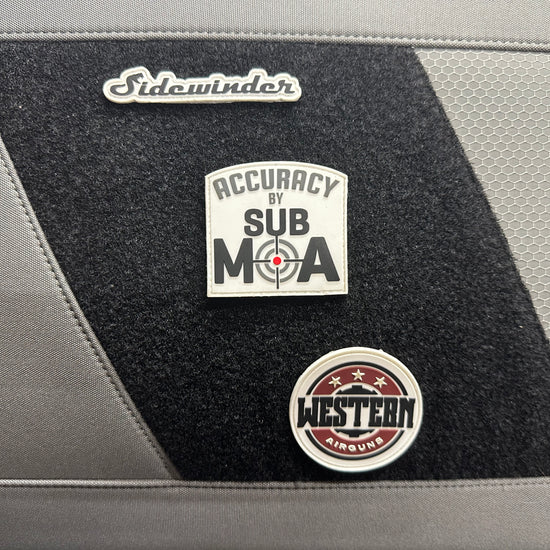 Sidewinder
ACCURACY
BY
SUB
MOA
WESTERN
AIRGUNS